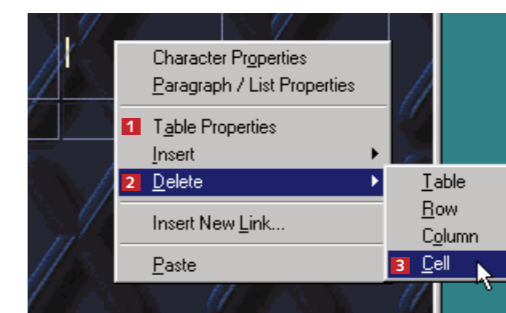 Character Properties
Paragraph / List Properties
1 Table Properties
Insert
2 Delete
Insert New Link...
Paste
Table
Row
Column
3 Cell